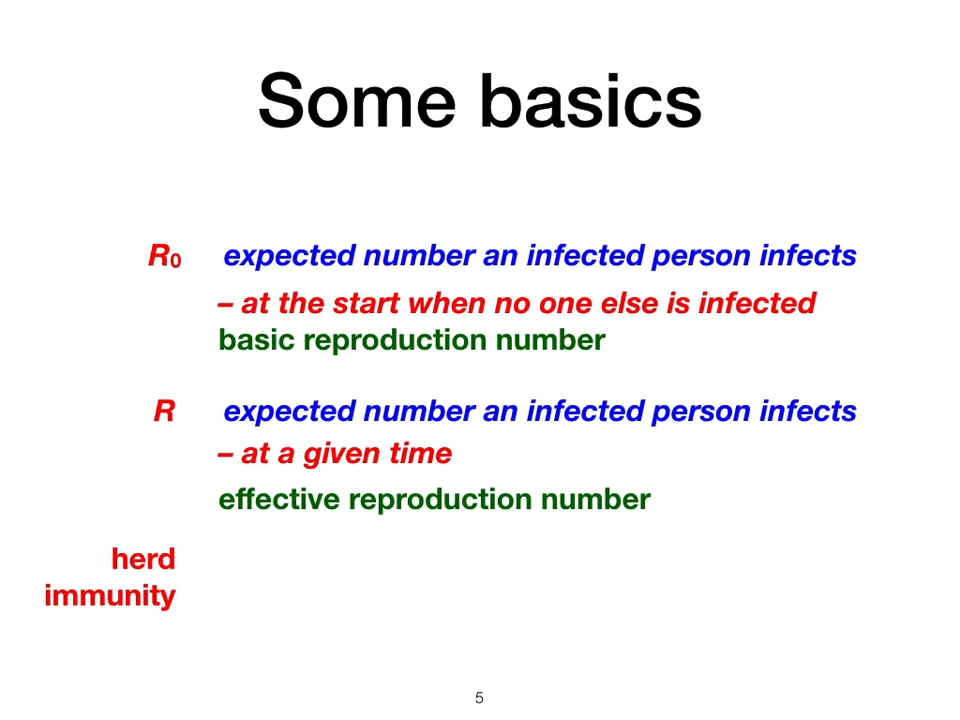 Some basics
R₀ expected number an infected person infects
– at the start when no one else is infected
basic reproduction number
R expected number an infected person infects
– at a given time
effective reproduction number
herd
immunity
5